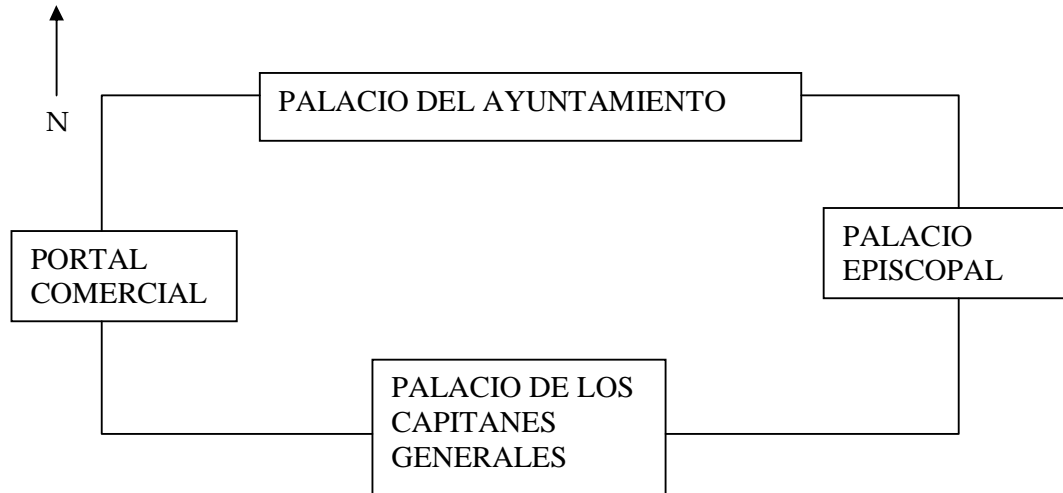 N
PALACIO DEL AYUNTAMIENTO
PORTAL
COMERCIAL
PALACIO
EPISCOPAL
PALACIO DE LOS
CAPITANES
GENERALES